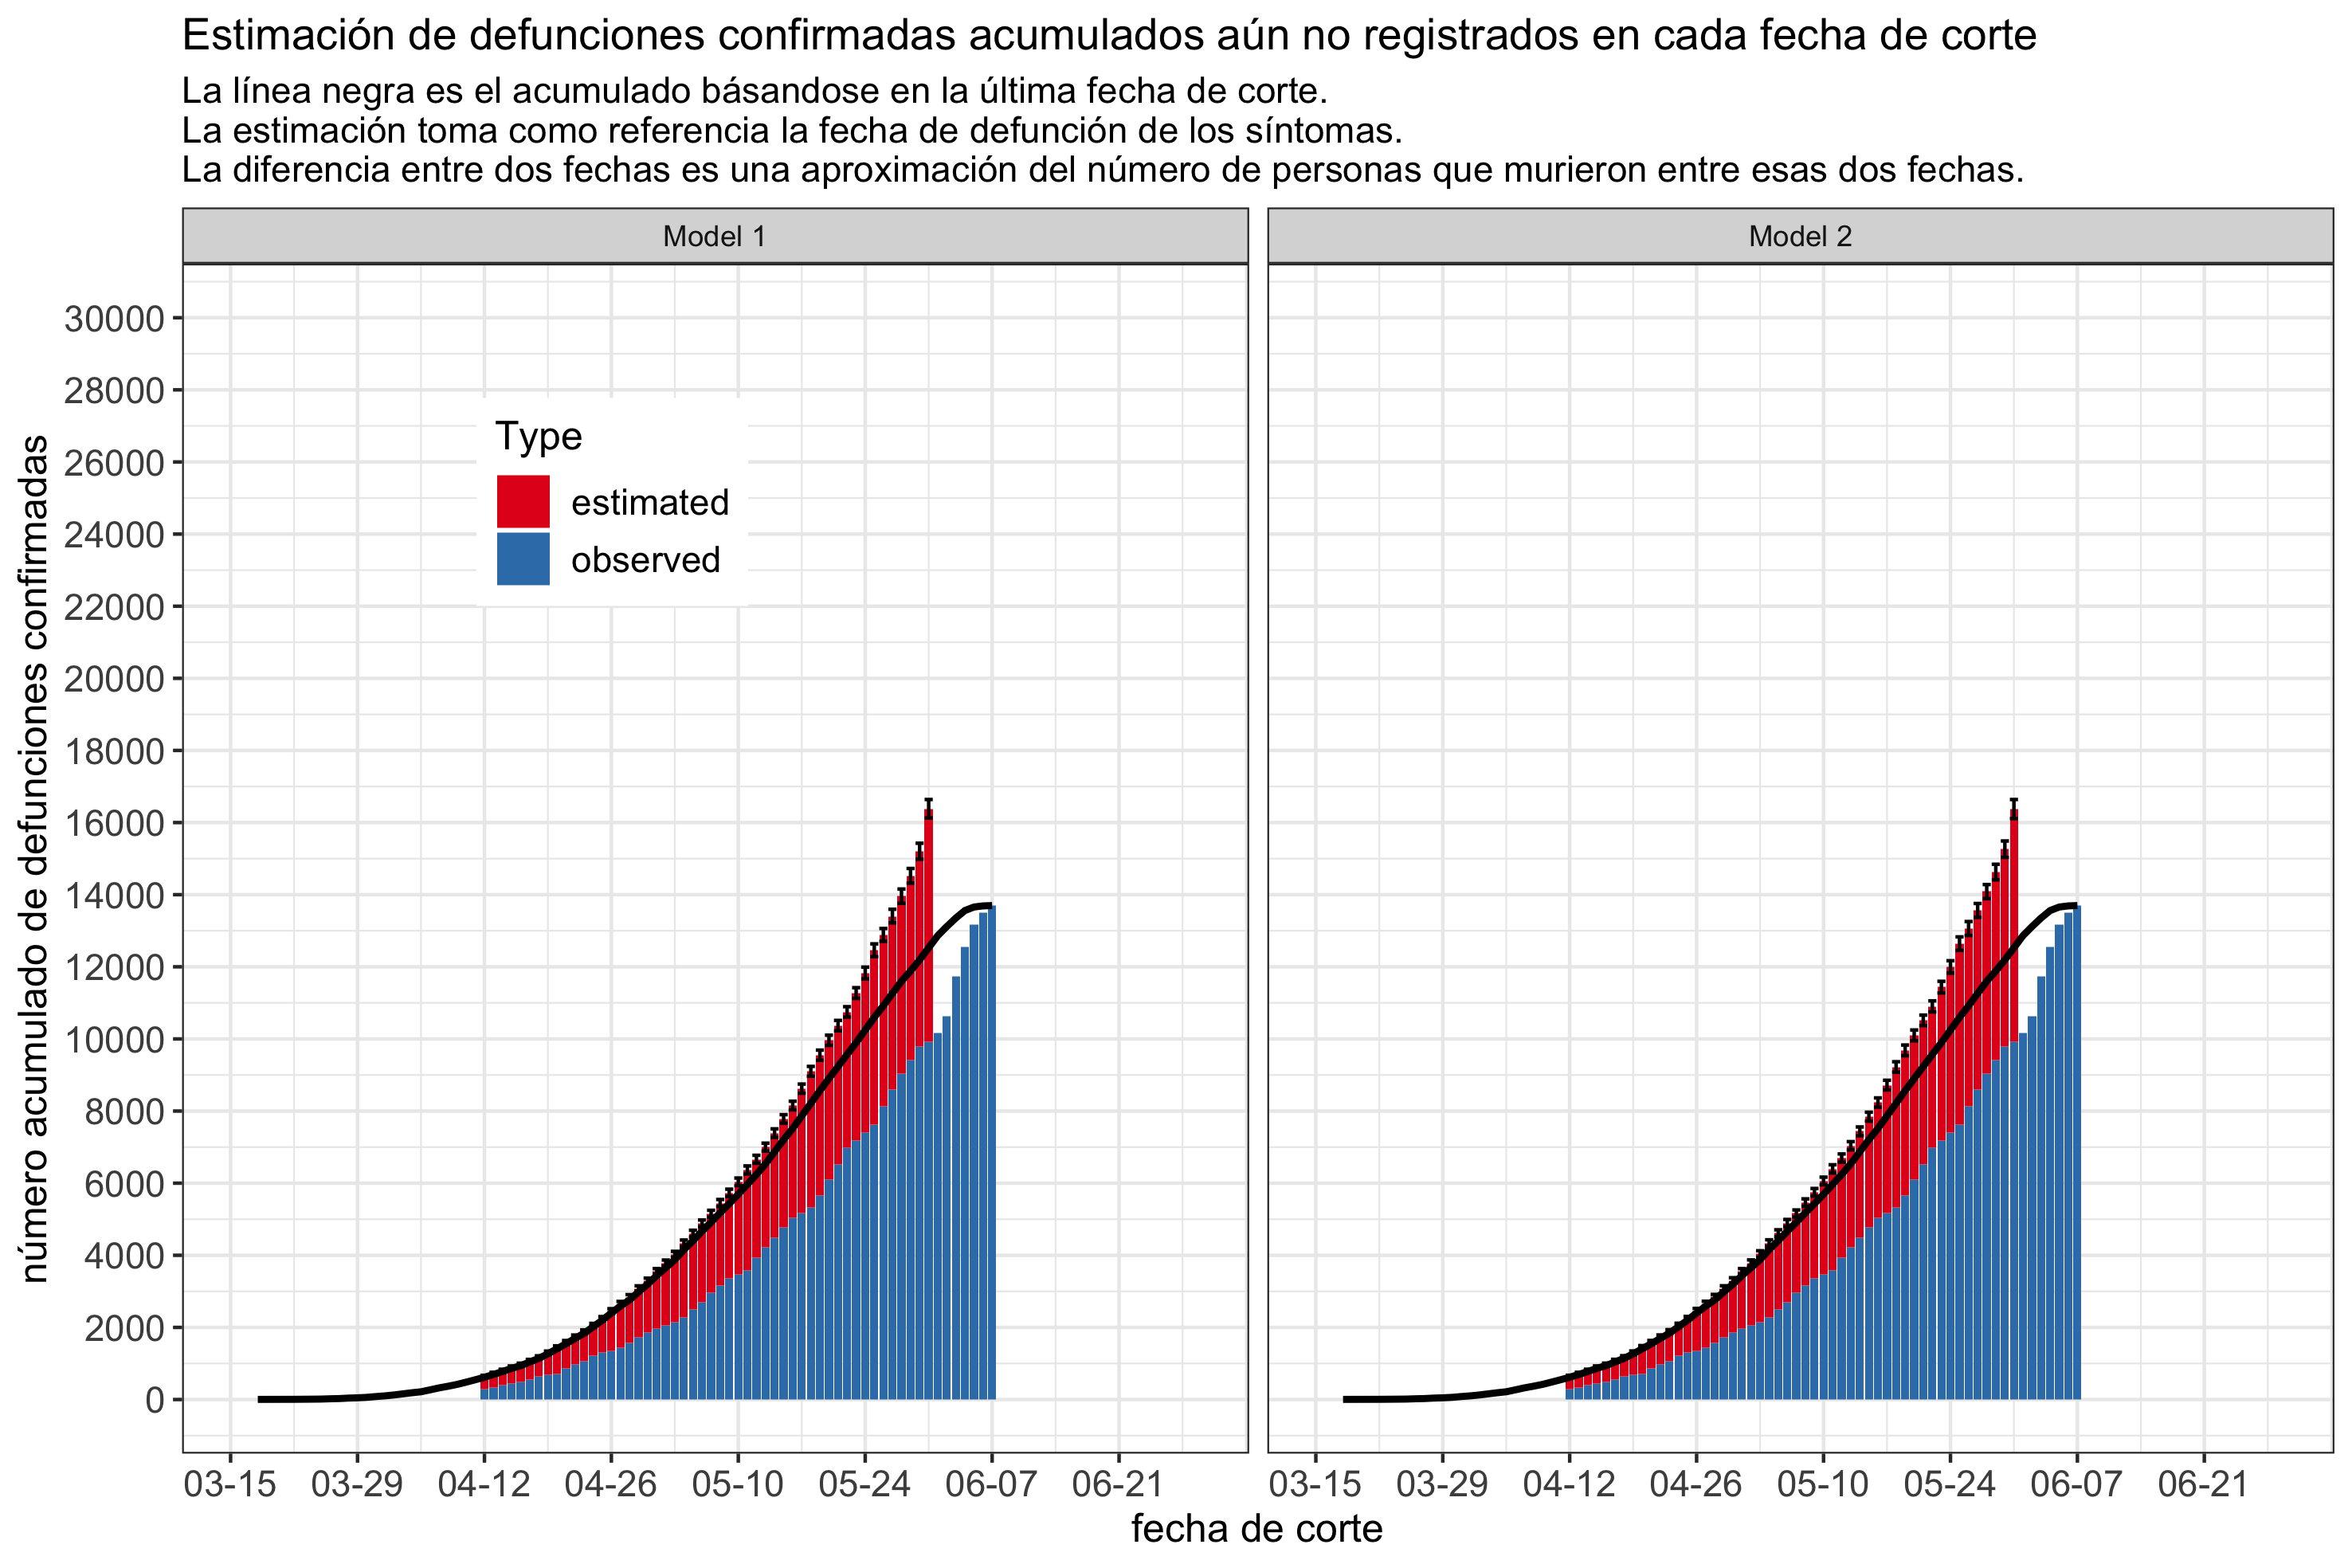 Estimación de defunciones confirmadas acumulados aún no registrados en cada fecha de corte
La línea negra es el acumulado básandose en la última fecha de corte.
La estimación toma como referencia la fecha de defunción de los síntomas.
La diferencia entre dos fechas es una aproximación del número de personas que murieron entre esas dos fechas.
Model 1
Model 2
número acumulado de defunciones confirmadas
30000
28000
26000
24000
22000
20000
18000
16000
14000
12000
10000
8000
6000
4000
2000
0
Type
estimated
observed
03-15 03-29 04-12 04-26 05-10 05-24 06-07 06-21
03-15 03-29 04-12 04-26 05-10 05-24 06-07 06-21
fecha de corte